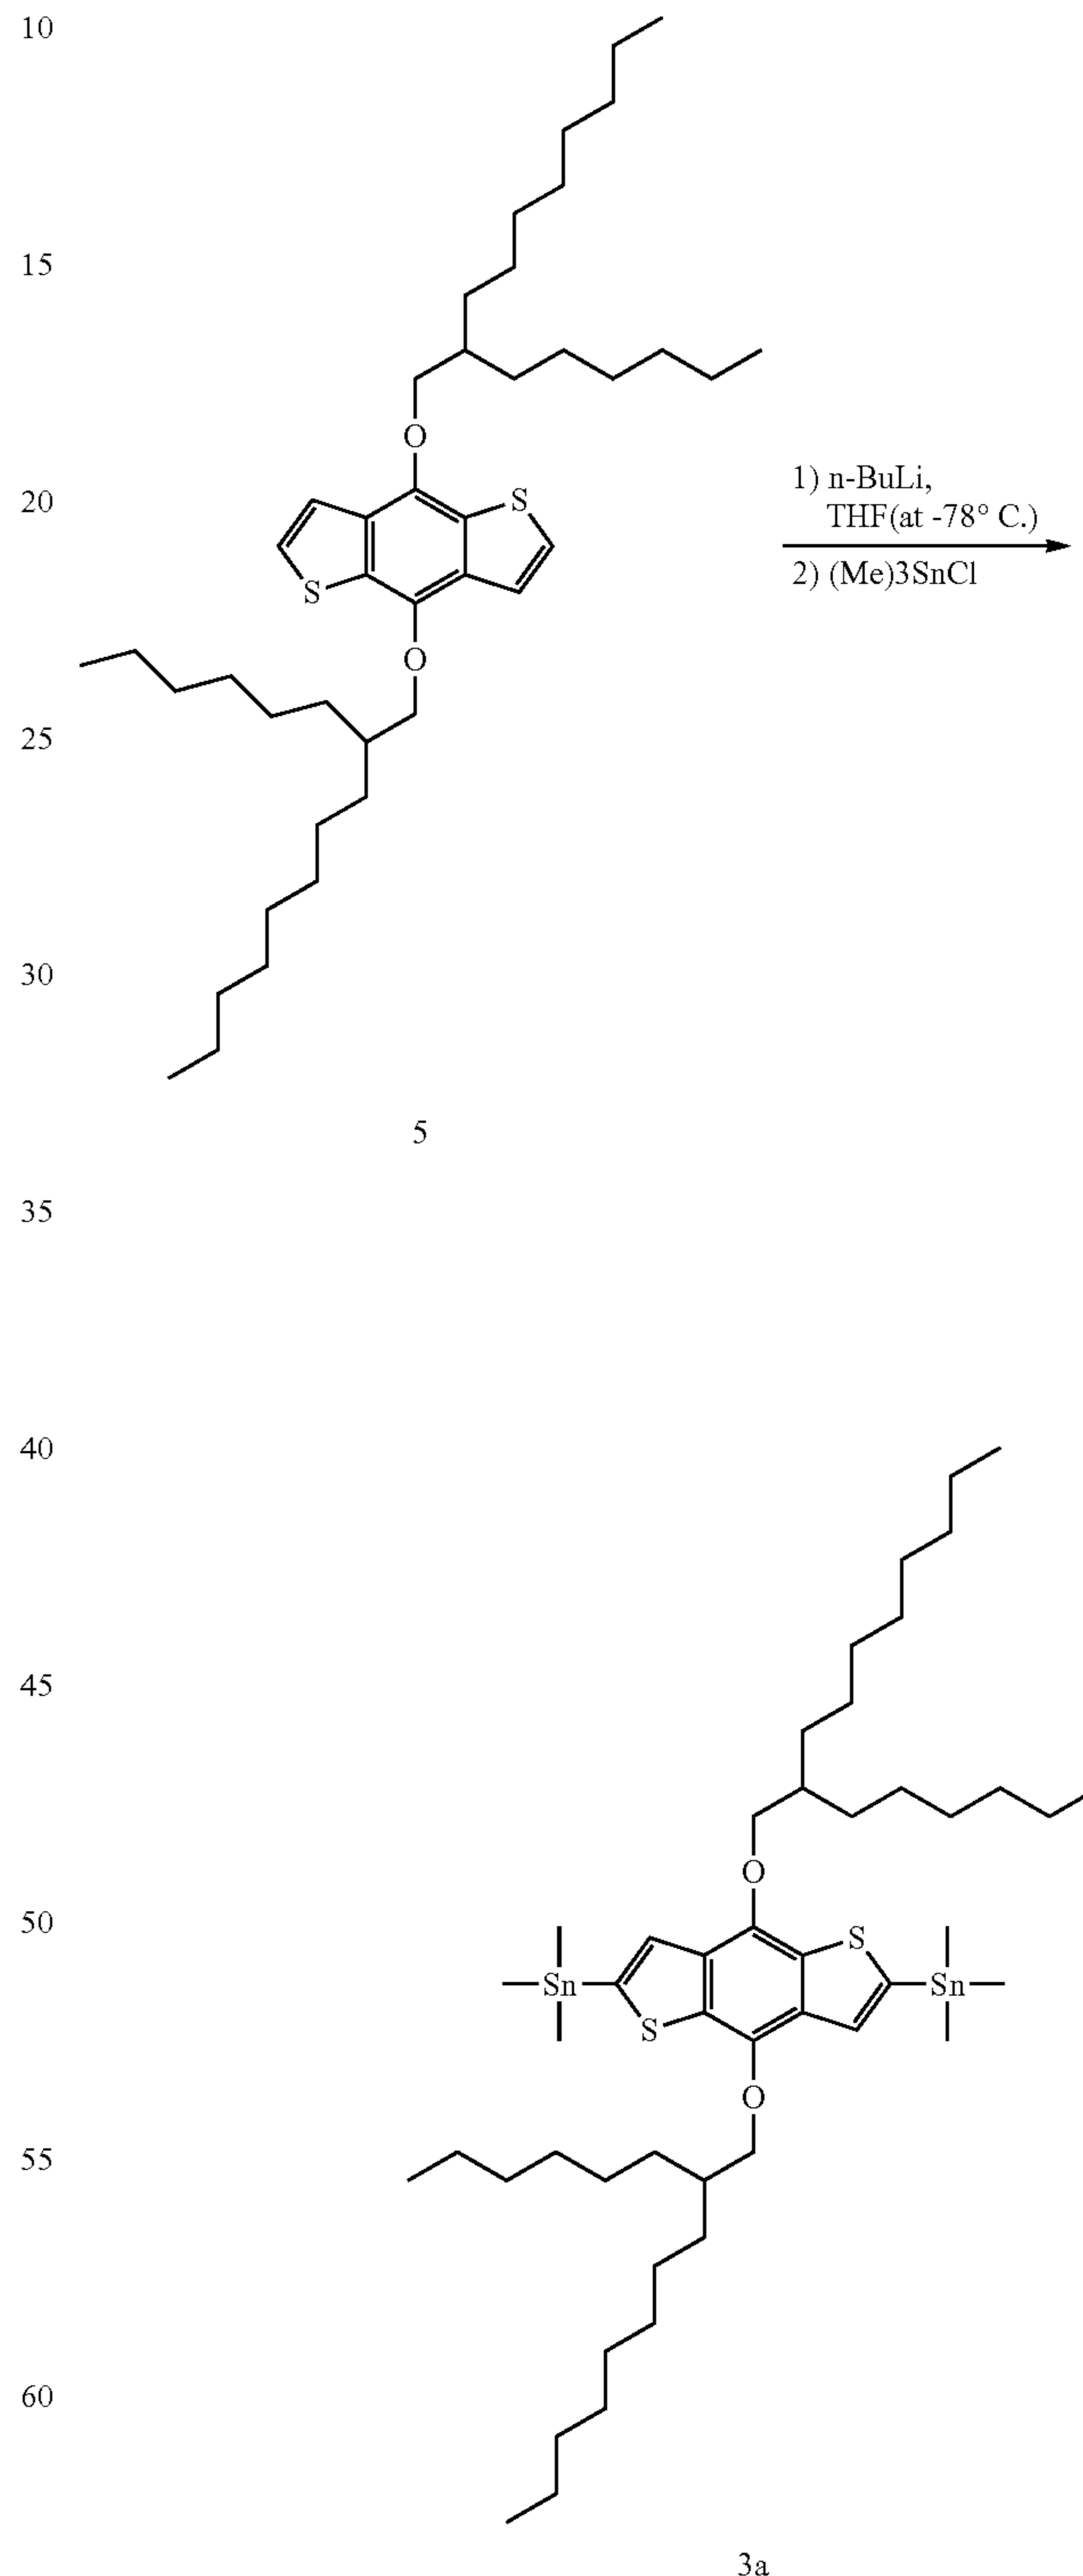 10
15
O
20
S
S
1) n-BuLi,
THF(at -78° C.)
2) (Me)3SnCl
O
25
30
5
35
40
45
O
50
Sn
S
S
Sn
O
55
60
3a